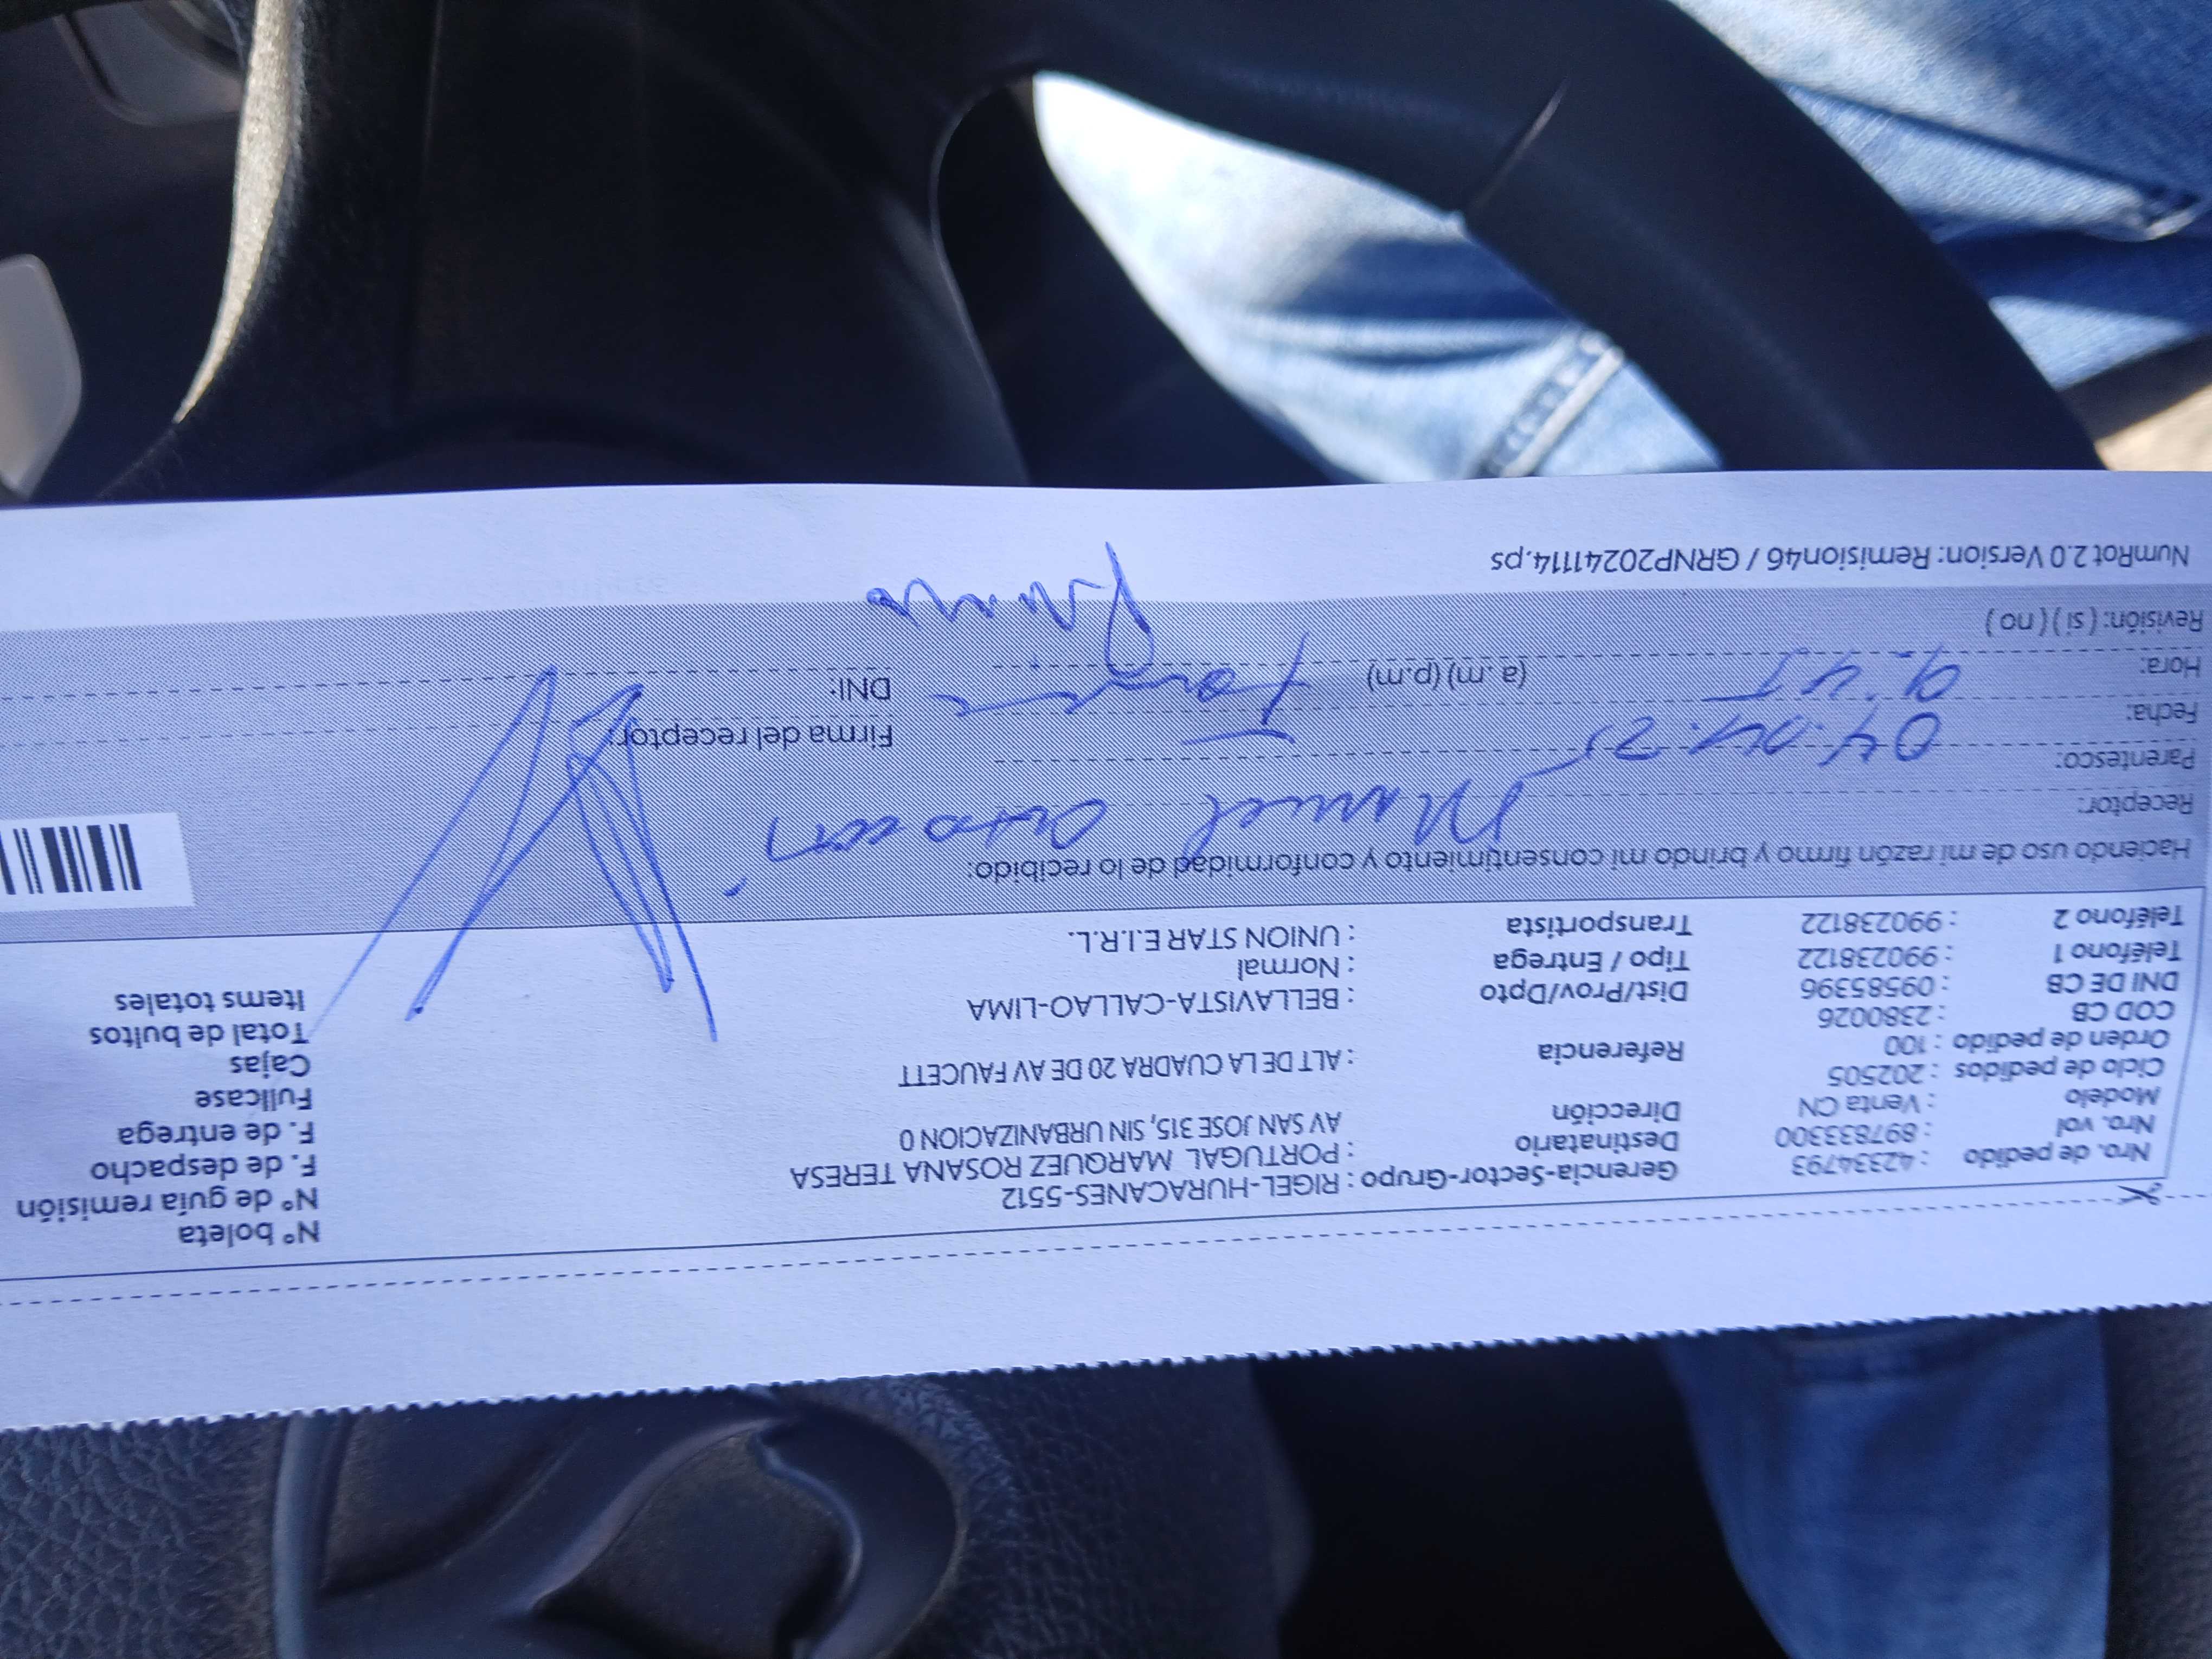 Nro. de pedido : 42334793 Gerencia-Sector-Grupo : RIGEL-HURACANES-5512 N° boleta
Nro. vol : 897833300 Destinatario : PORTUGAL MARQUEZ ROSANA TERESA N° de guía remisión
Modelo : Venta CN Dirección AV SAN JOSE 315, SIN URBANIZACION 0 F. de despacho
Ciclo de pedidos : 202505 F. de entrega
Orden de pedido : 100 Referencia : ALT DE LA CUADRA 20 DE AV FAUCETT Fullcase
COD CB : 2380026 Cajas
DNI DE CB : 09585396 Dist/Prov/Dpto : BELLAVISTA-CALLAO-LIMA Total de bultos
Teléfono 1 : 990238122 Tipo / Entrega : Normal Items totales
Teléfono 2 : 990238122 Transportista : UNION STAR E.I.R.L.
Haciendo uso de mi razón firmo y brindo mi consentimiento y conformidad de lo recibido:
Receptor: Manuel
Parentesco:
Fecha: 04.04.25 Firma del receptor:
Hora: 9:45 (a.m) (p.m) DNI:
Revisión: ( si ) ( no )
NumRot 2.0 Version: Remision46 / GRNP20241114.ps